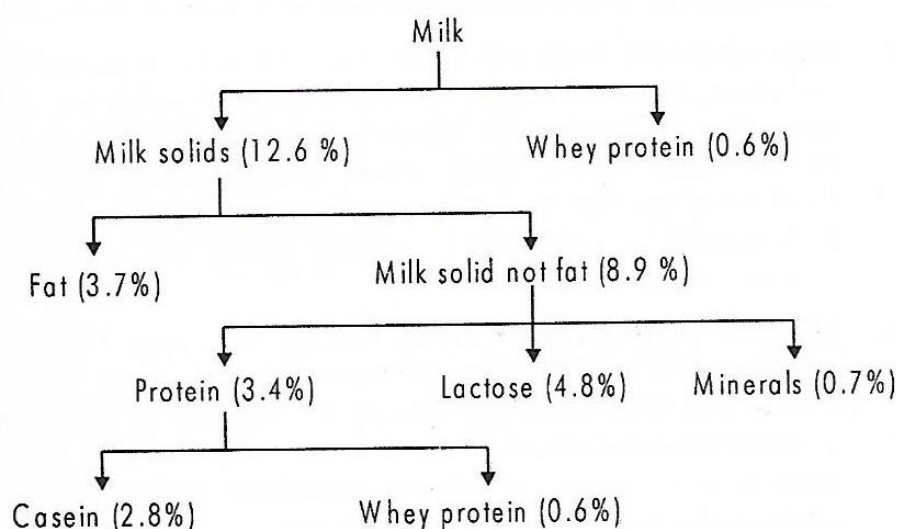 Milk
Milk solids (12.6 %) Whey protein (0.6%)
Fat (3.7%) Milk solid not fat (8.9 %)
Protein (3.4%) Lactose (4.8%) Minerals (0.7%)
Casein (2.8%) Whey protein (0.6%)